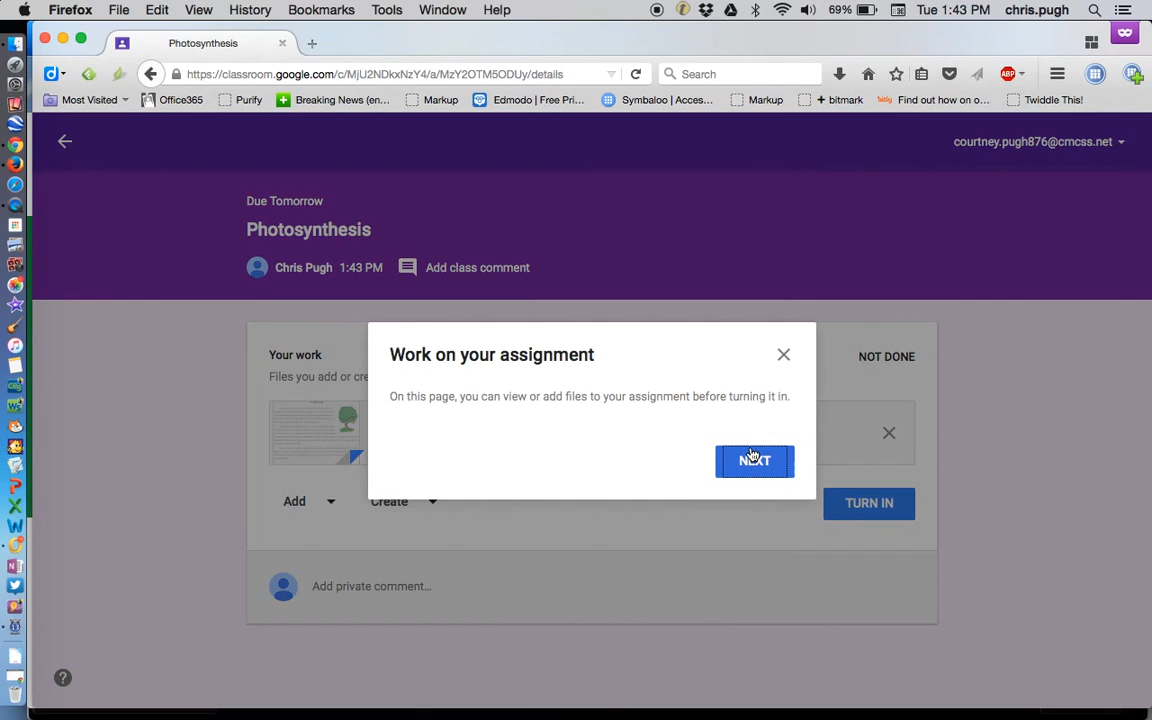 Firefox File Edit View History Bookmarks Tools Window Help 69% Tue 1:43 PM chris.pugh
Photosynthesis
https://classroom.google.com/c/MjU2NDkxNzY4/a/MzY2OTM5ODUy/details Search ABP
Most Visited Office365 Purify Breaking News (en... Markup Edmodo | Free Pri... Symbaloo | Acces... Markup + bitmark bitly Find out how on o... Twiddle This!
courtney.pugh876@cmcss.net
Due Tomorrow
Photosynthesis
Chris Pugh 1:43 PM Add class comment
Work on your assignment
Your work NOT DONE
Files you add or cre
On this page, you can view or add files to your assignment before turning it in.
NEXT
Add Create TURN IN
Add private comment...